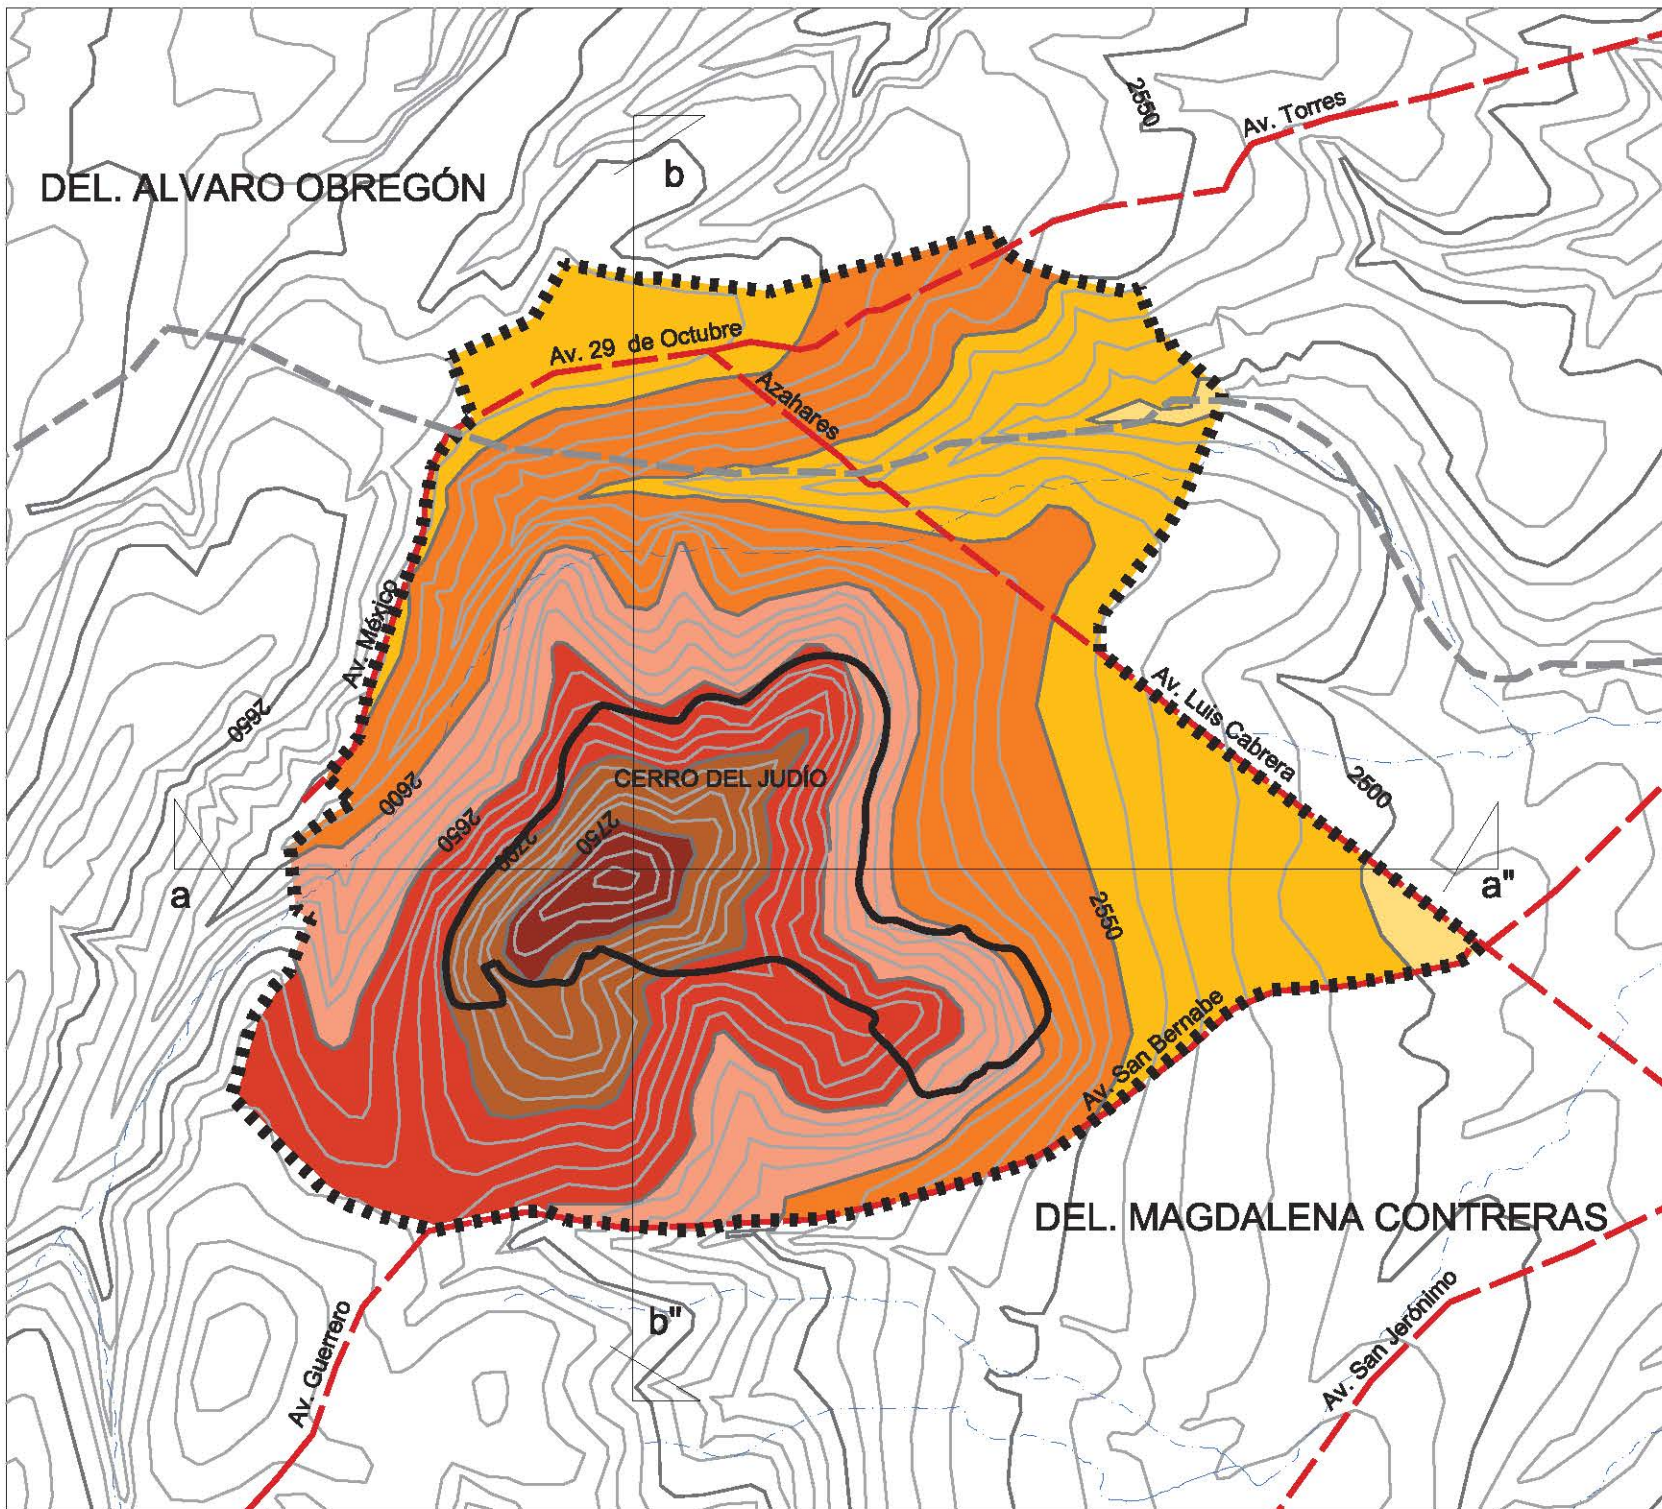 2550
Av. Torres
b
DEL. ALVARO OBREGÓN
Av. 29 de Octubre
Azahares
Av. México
2650
Av. Luis Cabrera
CERRO DEL JUDÍO
2600
2500
2650
2700
2750
a
a"
2550
Av. San Bernabe
DEL. MAGDALENA CONTRERAS
b"
Av. Guerrero
Av. San Jerónimo